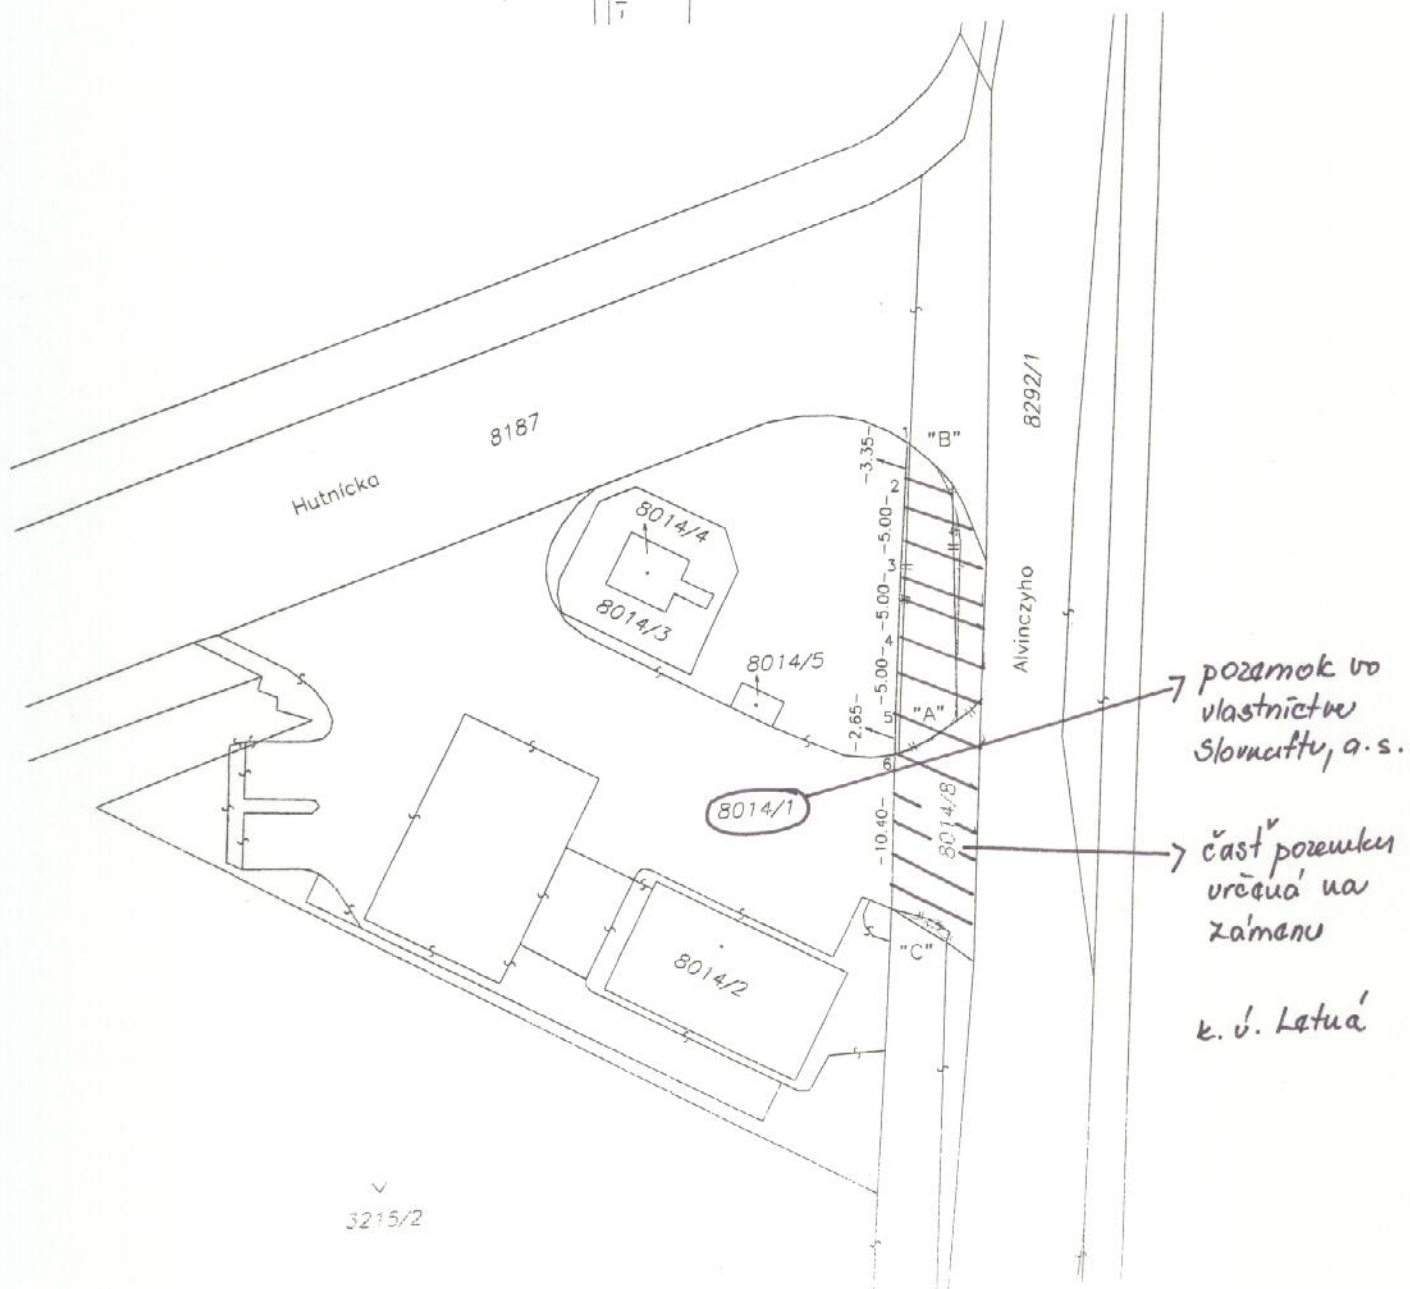 8187
Hutnícka
8292/1
Alvinczyho
"B"
1
-3.35-
2
-5.00-
3
-5.00-
4
-5.00-
5
"A"
-2.65-
6
-10.40-
8014/8
"C"
8014/4
8014/3
8014/5
8014/1
8014/2
3215/2
pozemok vo
vlastníctve
Slovnaftu, a.s.
časť pozemku
určená na
zámenu
k. ú. Letná